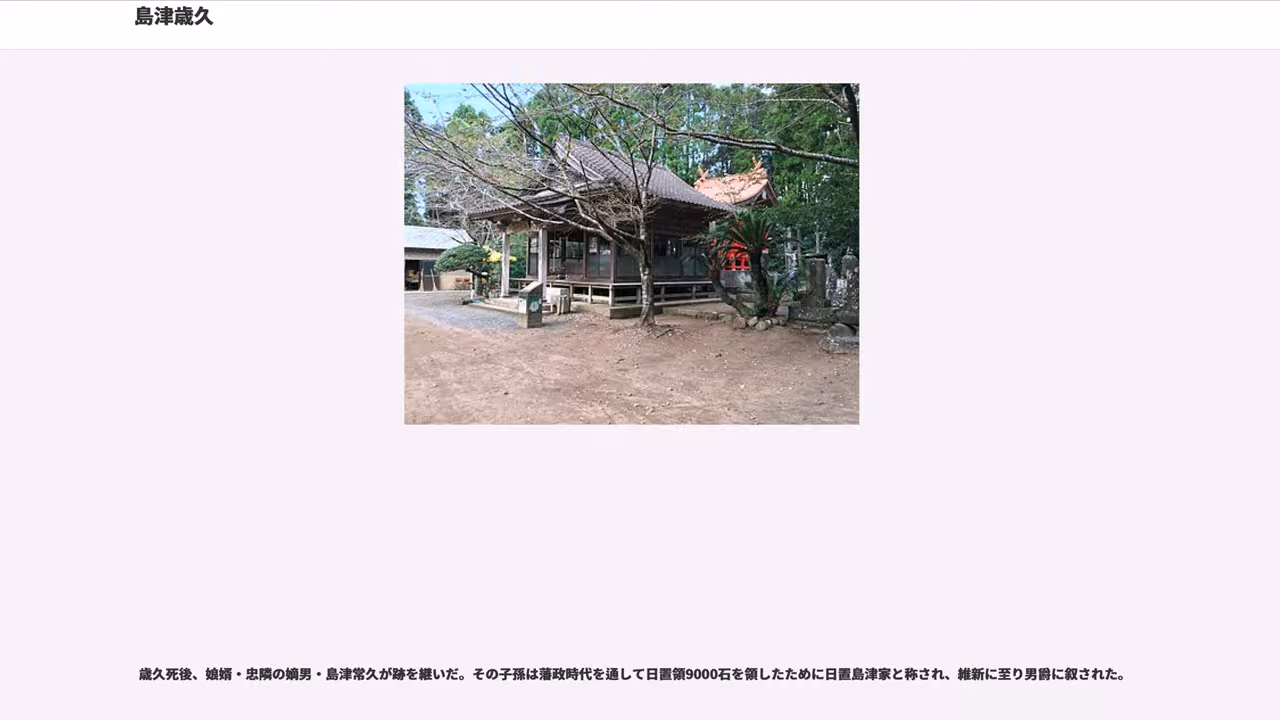 島津歳久
歳久死後、娘婿・忠隣の嫡男・島津常久が跡を継いだ。その子孫は藩政時代を通して日置領9000石を領したために日置島津家と称され、維新に至り男爵に叙された。